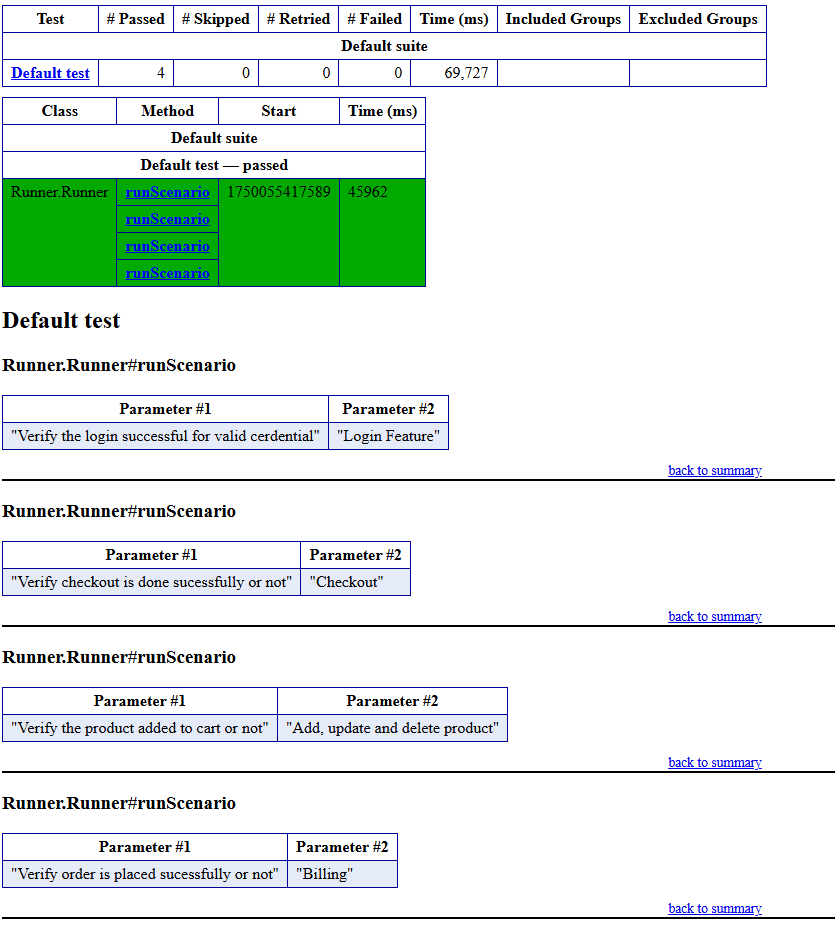 Test # Passed # Skipped # Retried # Failed Time (ms) Included Groups Excluded Groups
Default suite
Default test 4 0 0 0 69,727
Class Method Start Time (ms)
Default suite
Default test — passed
Runner.Runner runScenario 1750055417589 45962
runScenario
runScenario
runScenario
Default test
Runner.Runner#runScenario
Parameter #1 Parameter #2
"Verify the login successful for valid cerdential" "Login Feature"
back to summary
Runner.Runner#runScenario
Parameter #1 Parameter #2
"Verify checkout is done sucessfully or not" "Checkout"
back to summary
Runner.Runner#runScenario
Parameter #1 Parameter #2
"Verify the product added to cart or not" "Add, update and delete product"
back to summary
Runner.Runner#runScenario
Parameter #1 Parameter #2
"Verify order is placed sucessfully or not" "Billing"
back to summary